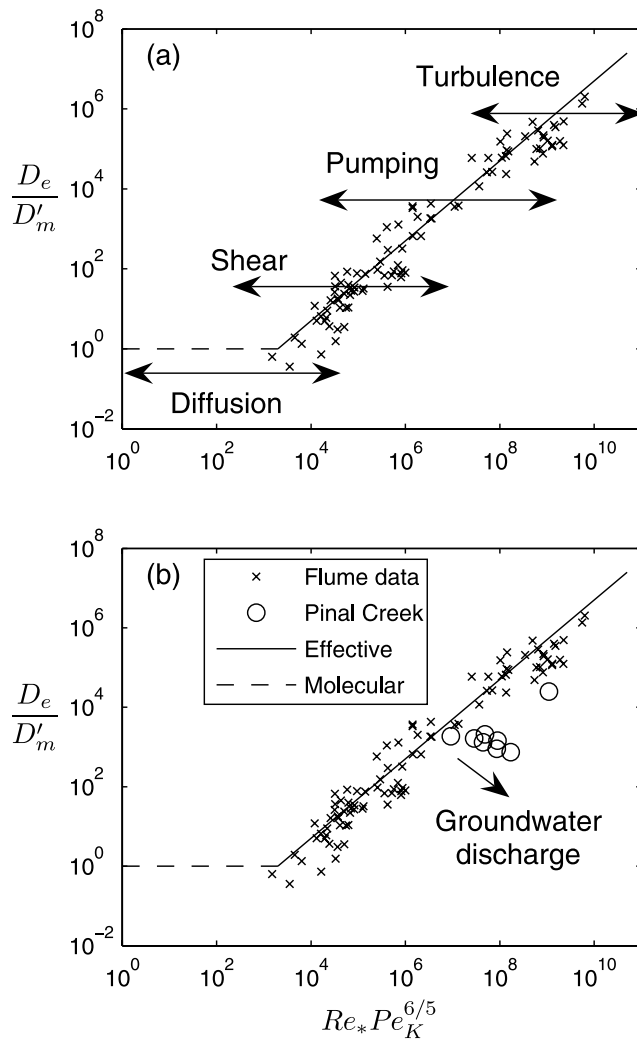 (a)
10^8
10^6
10^4
10^2
10^0
10^-2
D_e
D'_m
Turbulence
Pumping
Shear
Diffusion
10^0 10^2 10^4 10^6 10^8 10^10
(b)
10^8
10^6
10^4
10^2
10^0
10^-2
D_e
D'_m
Flume data
Pinal Creek
Effective
Molecular
Groundwater
discharge
10^0 10^2 10^4 10^6 10^8 10^10
Re_* Pe_K^{6/5}